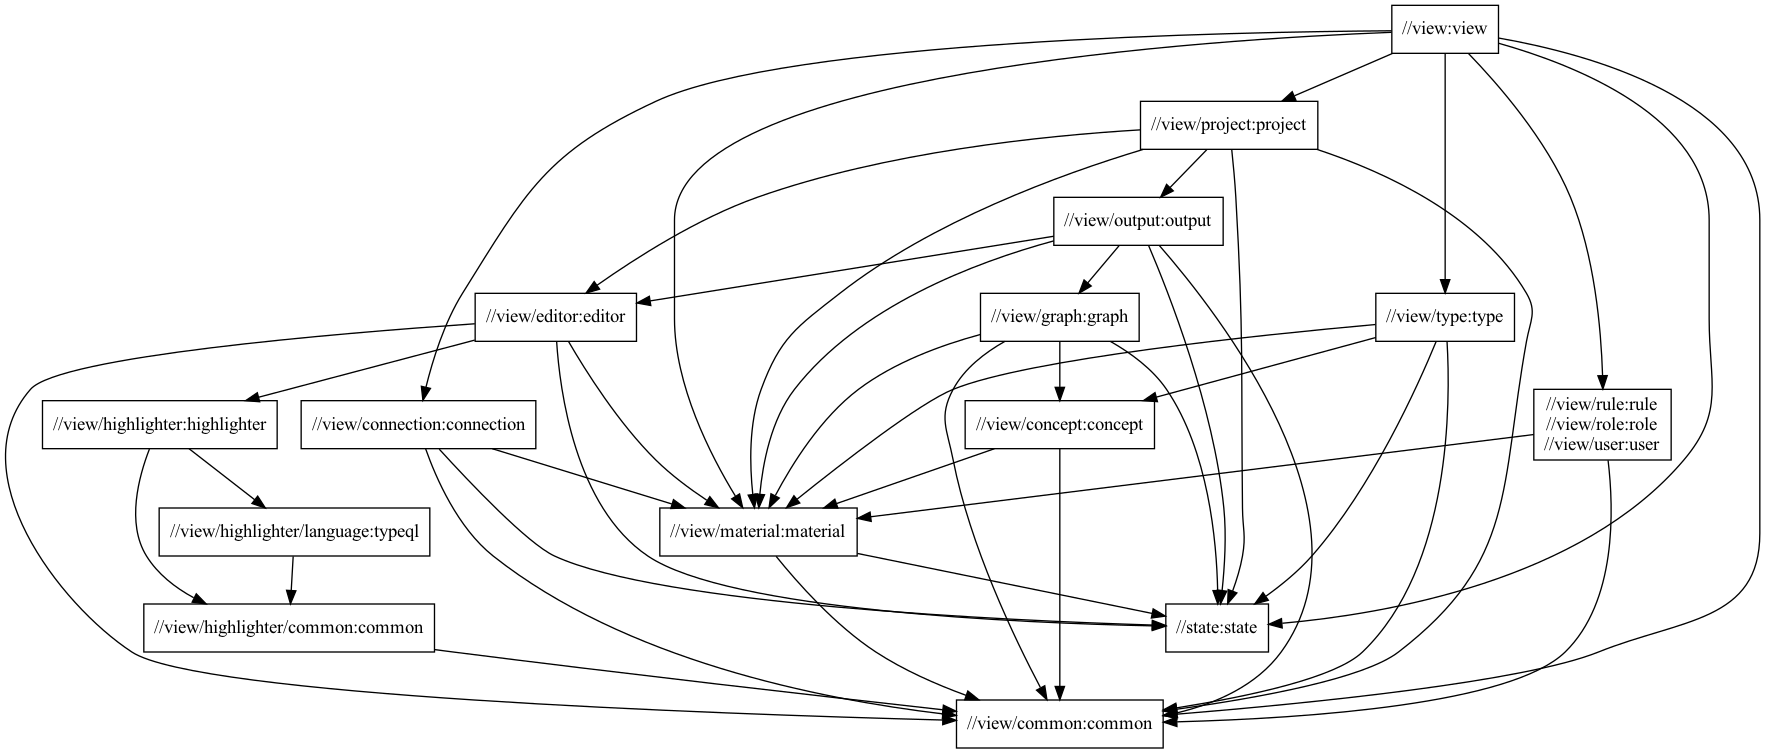 //view:view
//view/project:project
//view/output:output
//view/editor:editor
//view/graph:graph
//view/type:type
//view/highlighter:highlighter
//view/connection:connection
//view/concept:concept
//view/rule:rule
//view/role:role
//view/user:user
//view/highlighter/language:typeql
//view/material:material
//view/highlighter/common:common
//state:state
//view/common:common